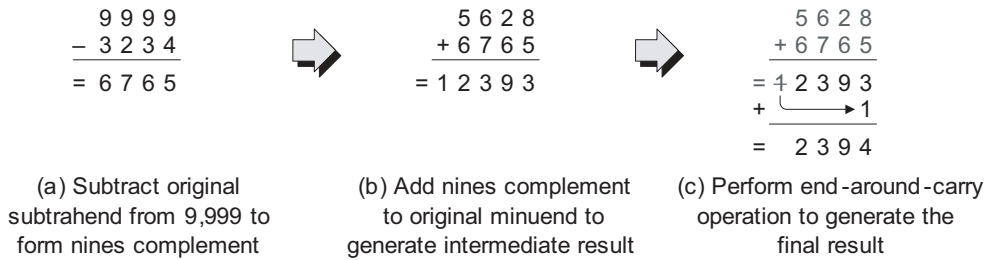 9 9 9 9
– 3 2 3 4
= 6 7 6 5
(a) Subtract original
subtrahend from 9,999 to
form nines complement
5 6 2 8
+ 6 7 6 5
= 1 2 3 9 3
(b) Add nines complement
to original minuend to
generate intermediate result
5 6 2 8
+ 6 7 6 5
= 1 2 3 9 3
+ 1
= 2 3 9 4
(c) Perform end-around-carry
operation to generate the
final result